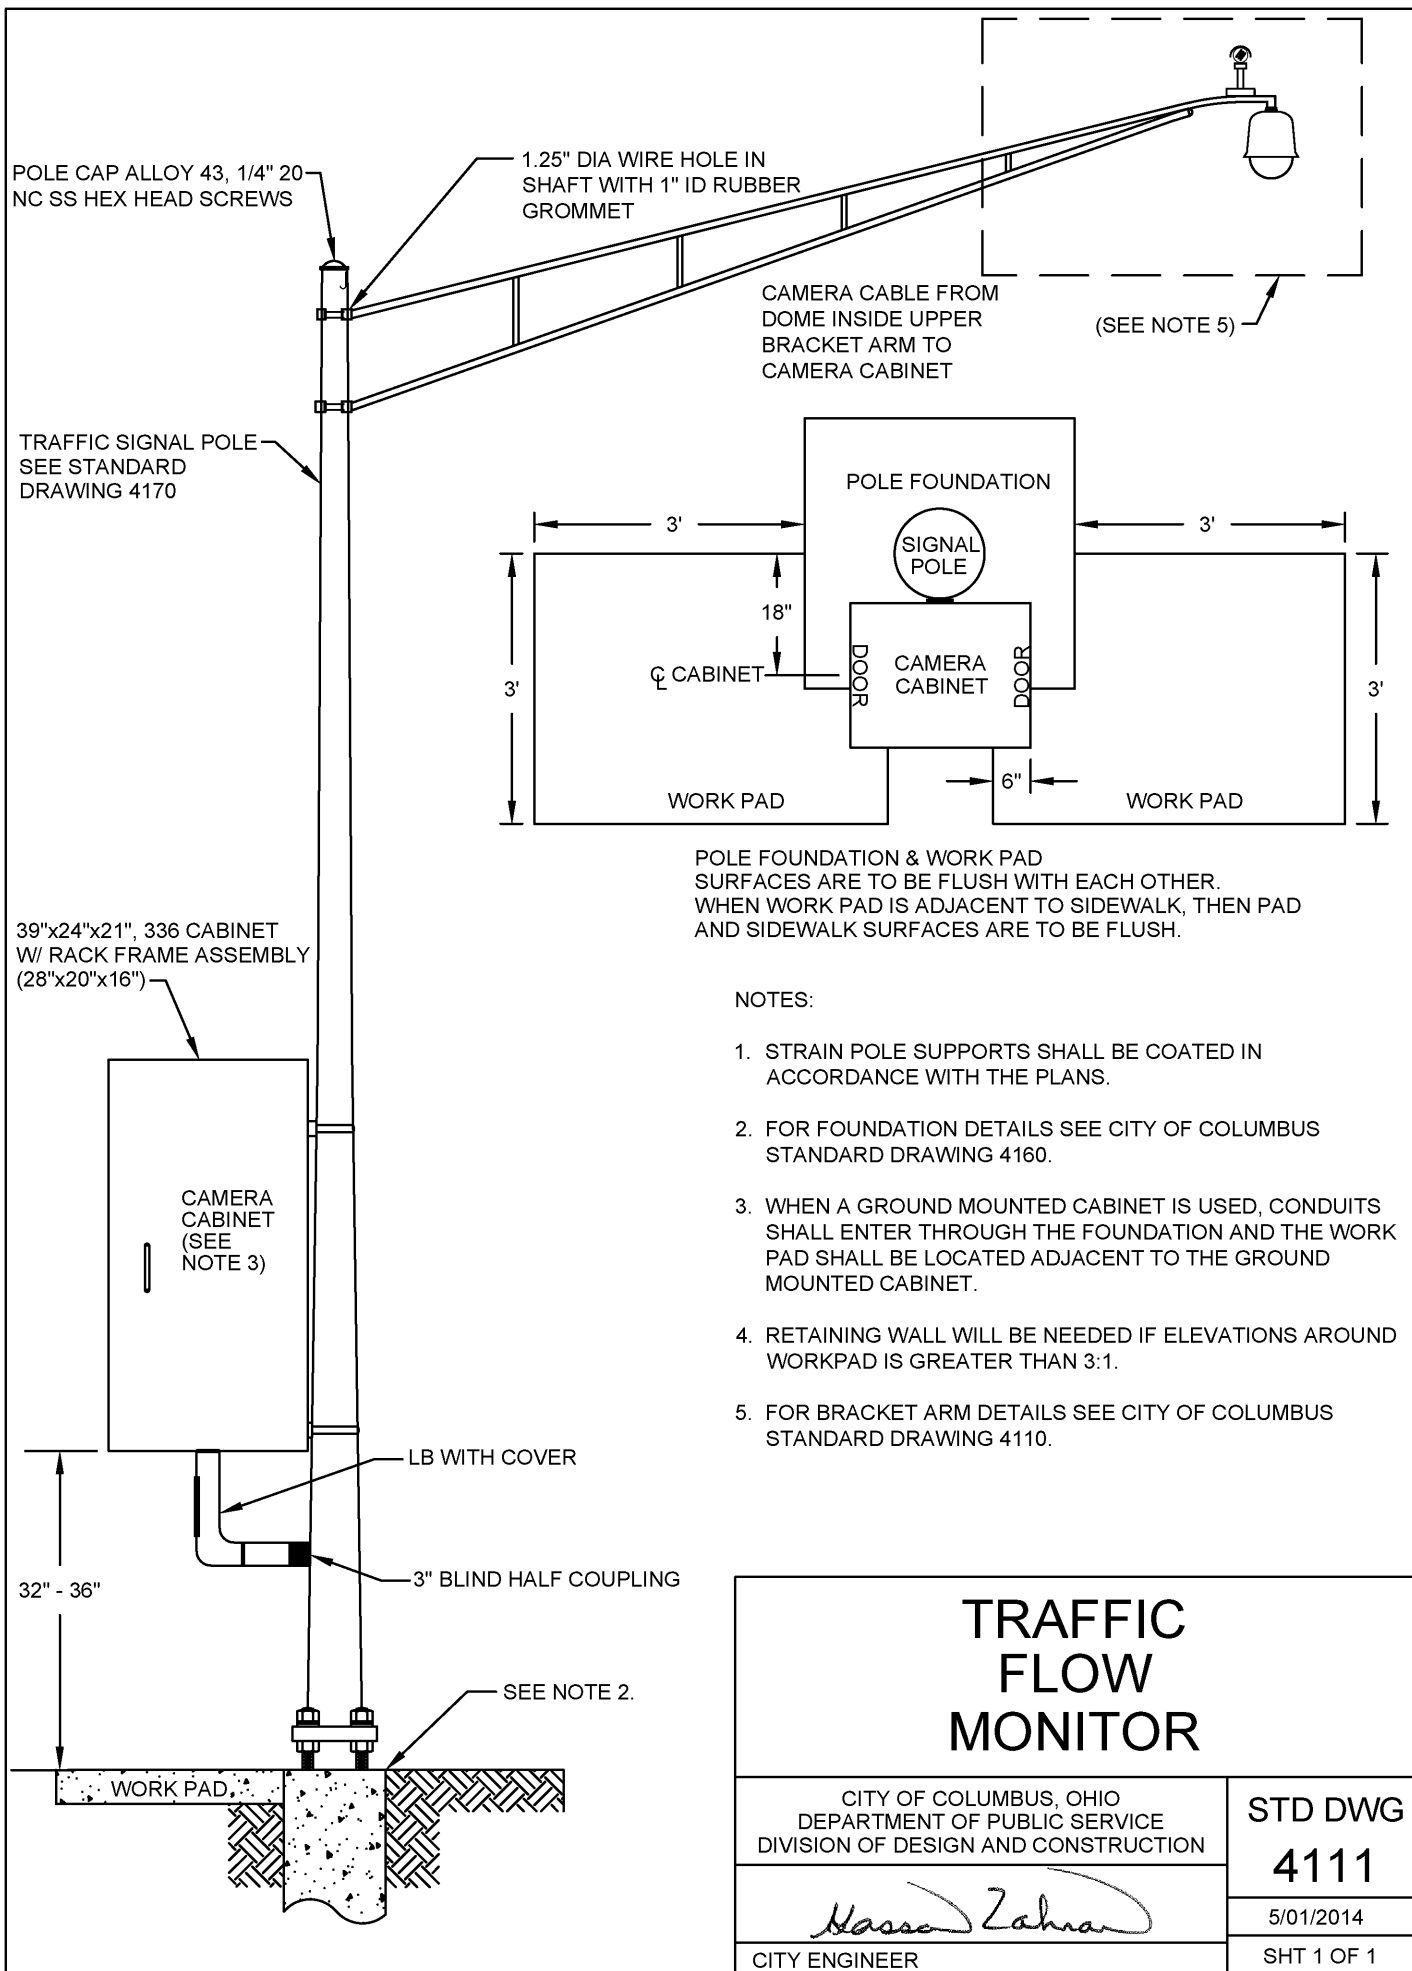 POLE CAP ALLOY 43, 1/4" 20
NC SS HEX HEAD SCREWS
1.25" DIA WIRE HOLE IN
SHAFT WITH 1" ID RUBBER
GROMMET
CAMERA CABLE FROM
DOME INSIDE UPPER
BRACKET ARM TO
CAMERA CABINET
(SEE NOTE 5)
TRAFFIC SIGNAL POLE
SEE STANDARD
DRAWING 4170
POLE FOUNDATION
3'
3'
SIGNAL
POLE
18"
3'
℄ CABINET
DOOR
CAMERA
CABINET
DOOR
3'
6"
WORK PAD
WORK PAD
POLE FOUNDATION & WORK PAD
SURFACES ARE TO BE FLUSH WITH EACH OTHER.
WHEN WORK PAD IS ADJACENT TO SIDEWALK, THEN PAD
AND SIDEWALK SURFACES ARE TO BE FLUSH.
39"x24"x21", 336 CABINET
W/ RACK FRAME ASSEMBLY
(28"x20"x16")
NOTES:
1. STRAIN POLE SUPPORTS SHALL BE COATED IN
ACCORDANCE WITH THE PLANS.
2. FOR FOUNDATION DETAILS SEE CITY OF COLUMBUS
STANDARD DRAWING 4160.
3. WHEN A GROUND MOUNTED CABINET IS USED, CONDUITS
SHALL ENTER THROUGH THE FOUNDATION AND THE WORK
PAD SHALL BE LOCATED ADJACENT TO THE GROUND
MOUNTED CABINET.
4. RETAINING WALL WILL BE NEEDED IF ELEVATIONS AROUND
WORKPAD IS GREATER THAN 3:1.
5. FOR BRACKET ARM DETAILS SEE CITY OF COLUMBUS
STANDARD DRAWING 4110.
CAMERA
CABINET
(SEE
NOTE 3)
LB WITH COVER
3" BLIND HALF COUPLING
32" - 36"
SEE NOTE 2.
WORK PAD
TRAFFIC
FLOW
MONITOR
CITY OF COLUMBUS, OHIO
DEPARTMENT OF PUBLIC SERVICE
DIVISION OF DESIGN AND CONSTRUCTION
STD DWG
4111
Hassan Zahran
5/01/2014
CITY ENGINEER
SHT 1 OF 1